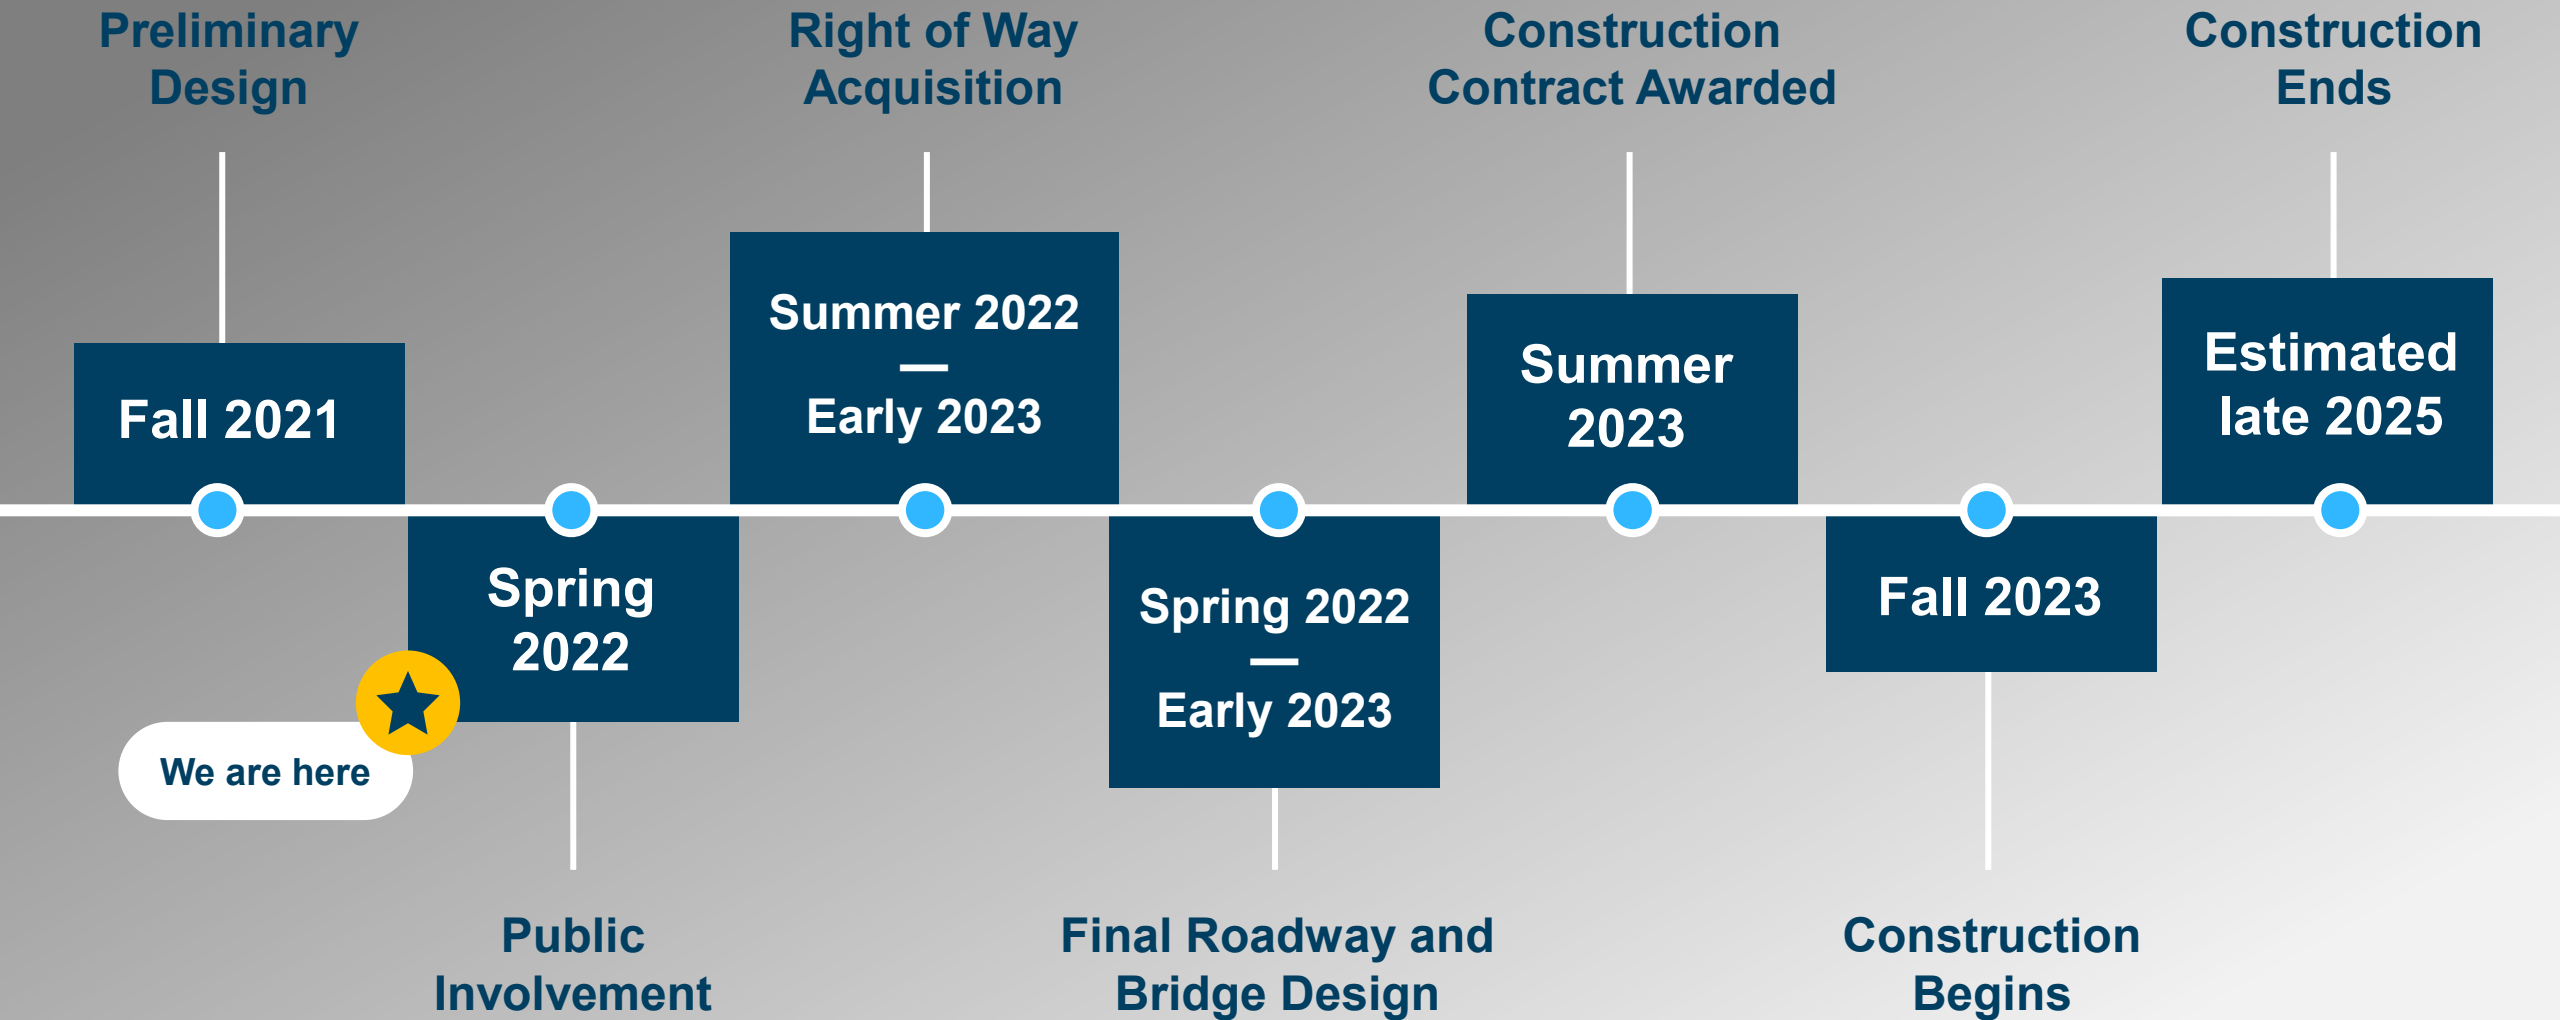 Preliminary
Design
Fall 2021
We are here
Spring
2022
Public
Involvement
Right of Way
Acquisition
Summer 2022
—
Early 2023
Spring 2022
—
Early 2023
Final Roadway and
Bridge Design
Construction
Contract Awarded
Summer
2023
Fall 2023
Construction
Begins
Construction
Ends
Estimated
late 2025